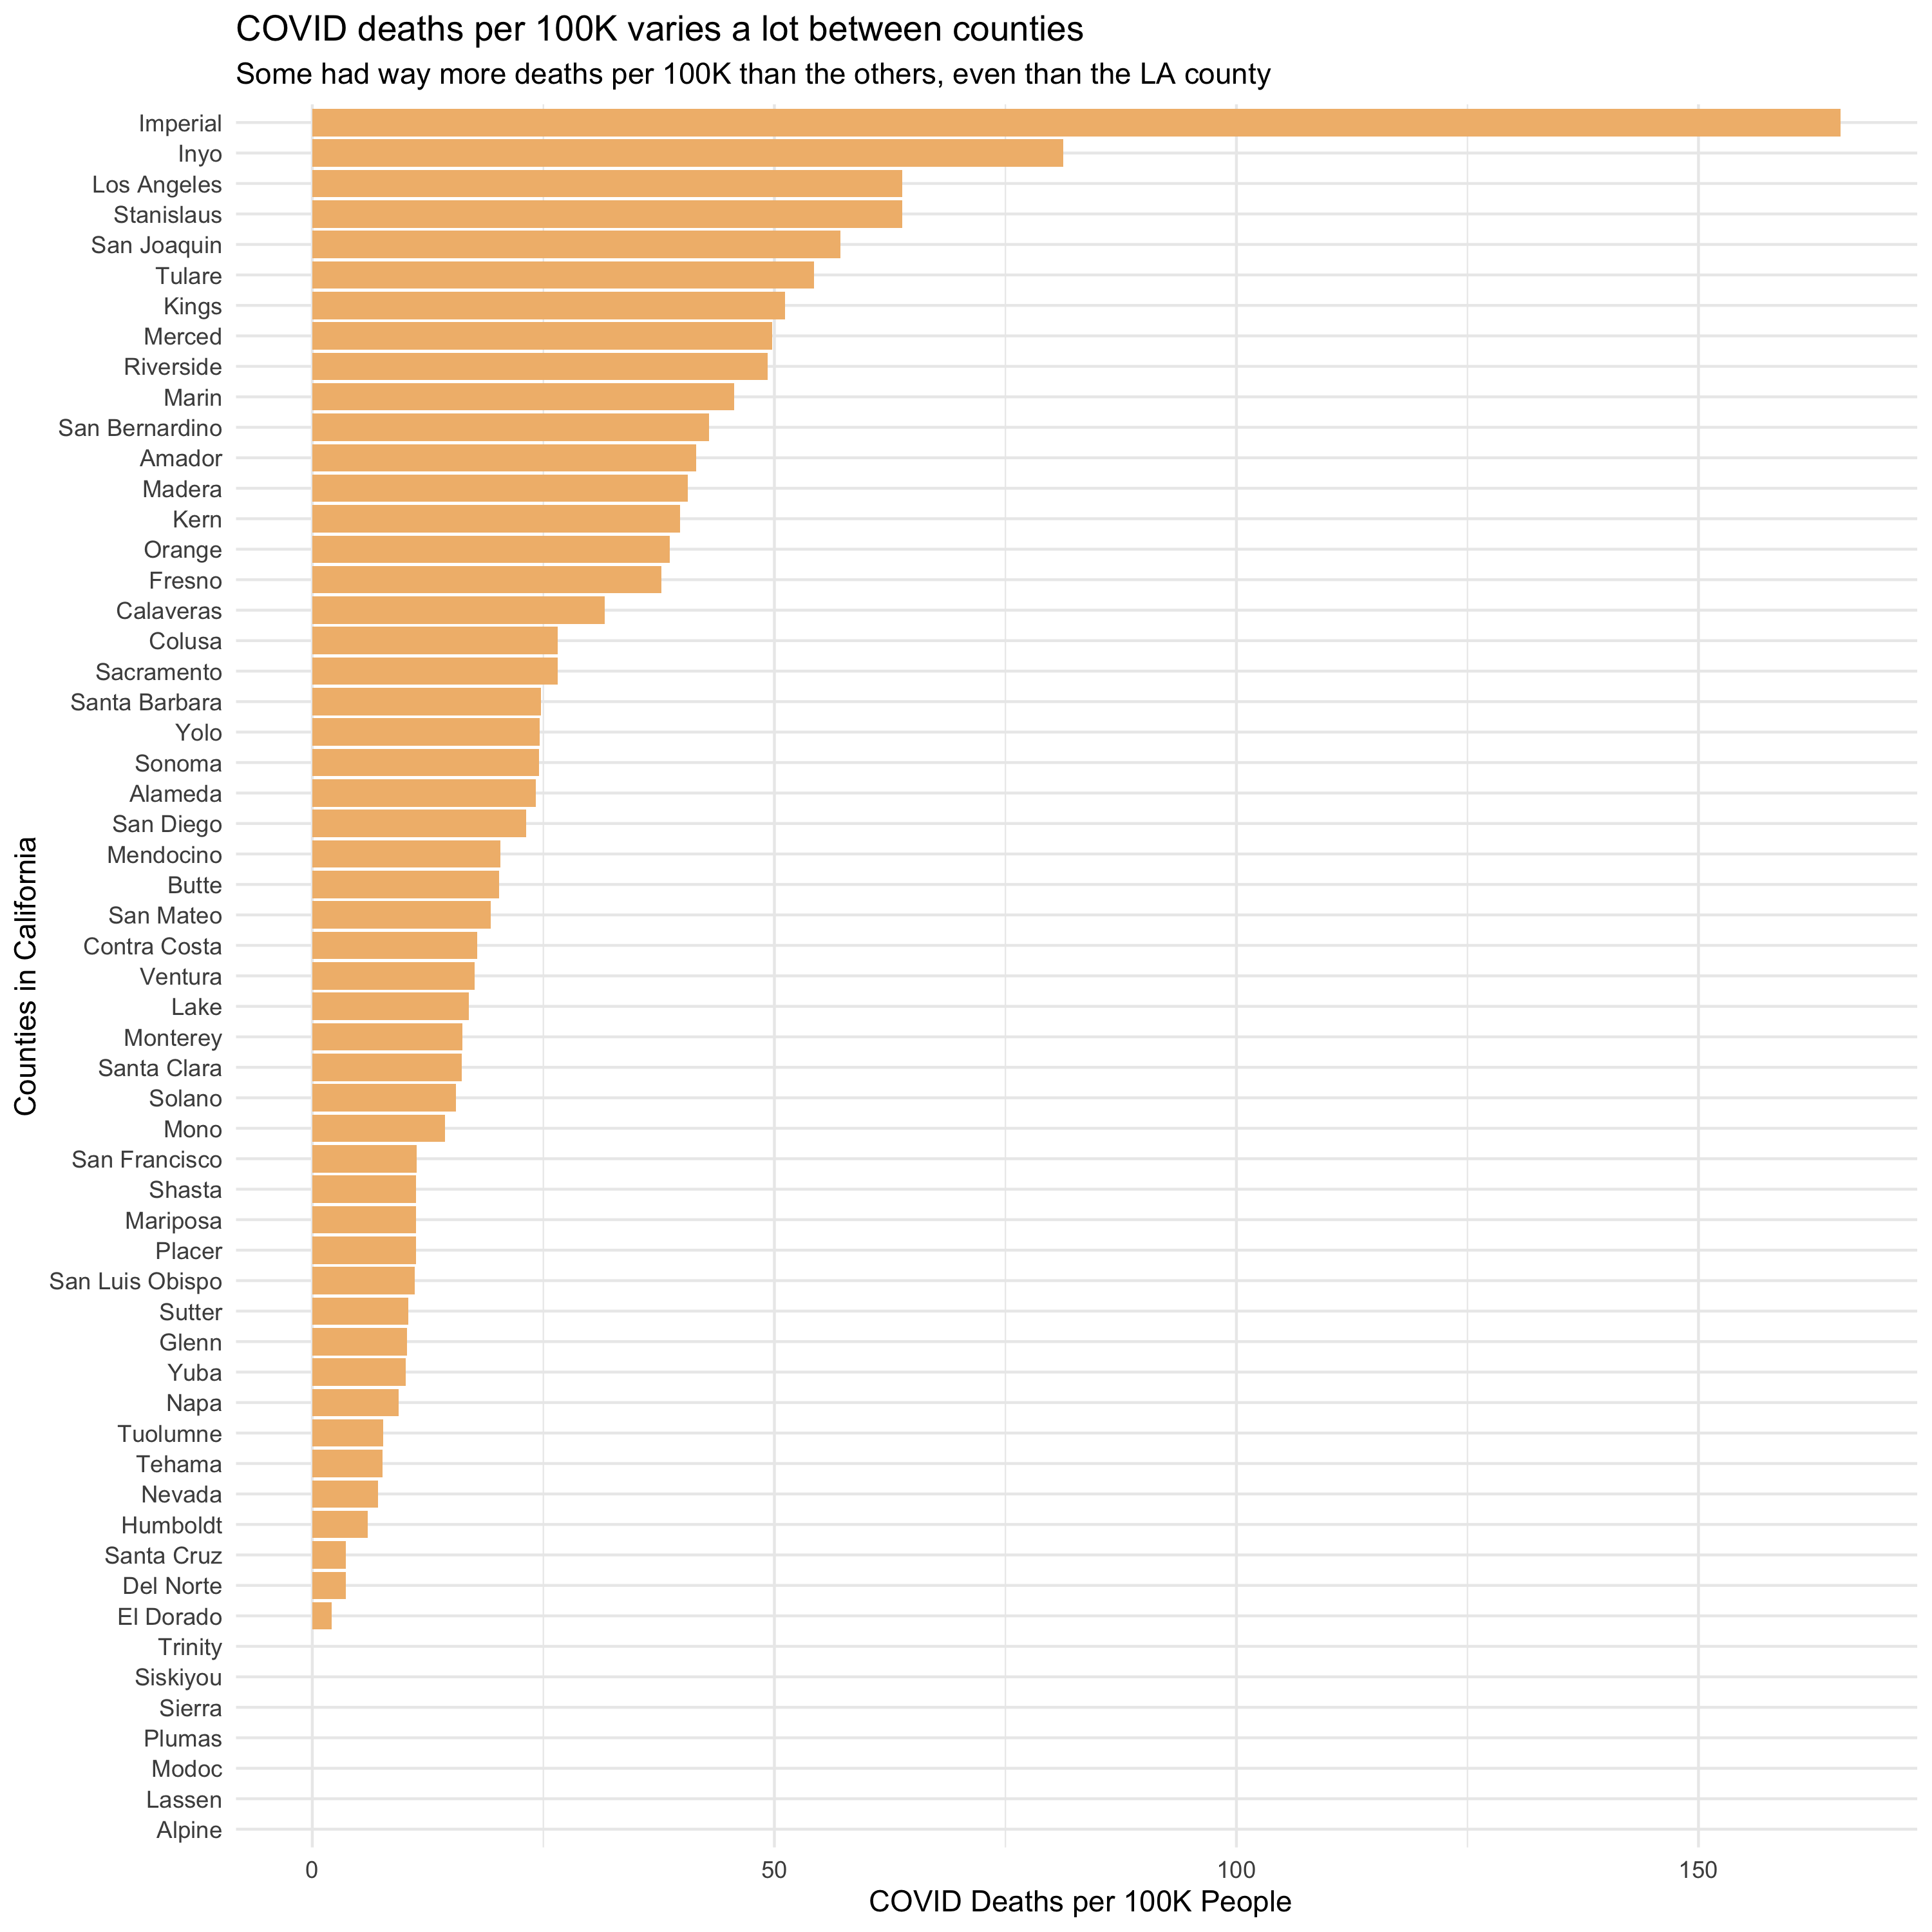 COVID deaths per 100K varies a lot between counties
Some had way more deaths per 100K than the others, even than the LA county
Counties in California
Imperial
Inyo
Los Angeles
Stanislaus
San Joaquin
Tulare
Kings
Merced
Riverside
Marin
San Bernardino
Amador
Madera
Kern
Orange
Fresno
Calaveras
Colusa
Sacramento
Santa Barbara
Yolo
Sonoma
Alameda
San Diego
Mendocino
Butte
San Mateo
Contra Costa
Ventura
Lake
Monterey
Santa Clara
Solano
Mono
San Francisco
Shasta
Mariposa
Placer
San Luis Obispo
Sutter
Glenn
Yuba
Napa
Tuolumne
Tehama
Nevada
Humboldt
Santa Cruz
Del Norte
El Dorado
Trinity
Siskiyou
Sierra
Plumas
Modoc
Lassen
Alpine
0 50 100 150
COVID Deaths per 100K People